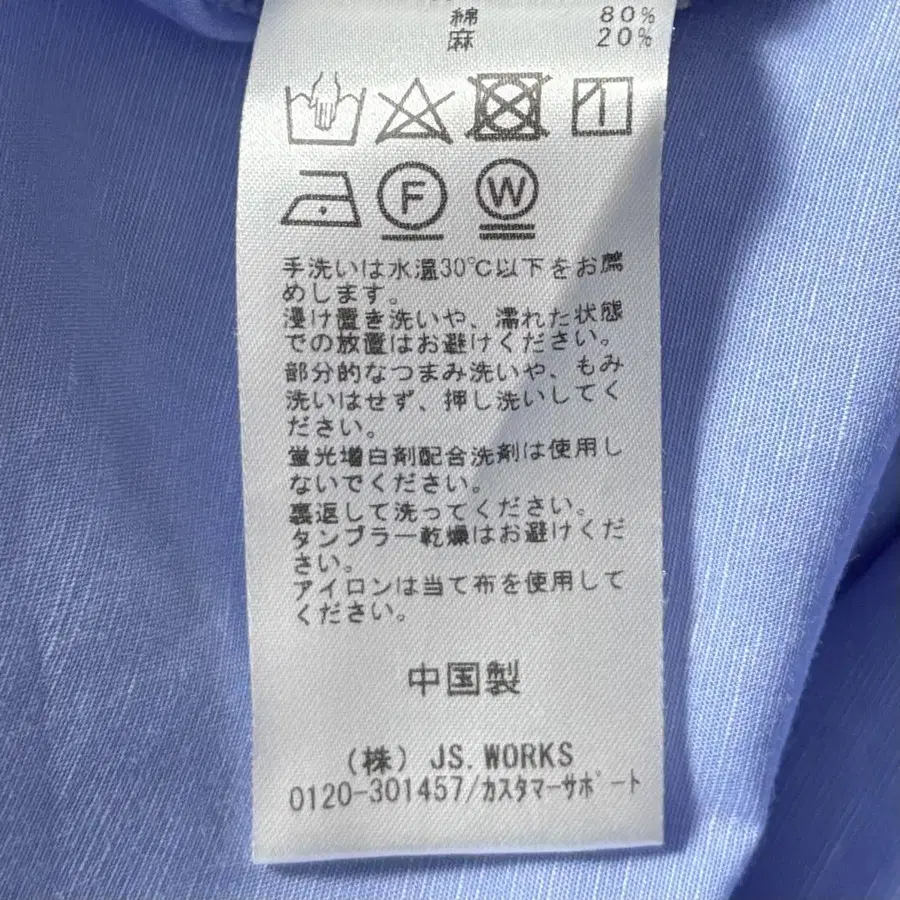 綿 80%
麻 20%
F W
手洗いは水温30℃以下をお薦
めします。
浸け置き洗いや、濡れた状態
での放置はお避けください。
部分的なつまみ洗いや、もみ
洗いはせず、押し洗いしてく
ださい。
蛍光増白剤配合洗剤は使用し
ないでください。
裏返して洗ってください。
タンブラー乾燥はお避けくだ
さい。
アイロンは当て布を使用して
ください。
中国製
(株) JS.WORKS
0120-301457/カスタマーサポート